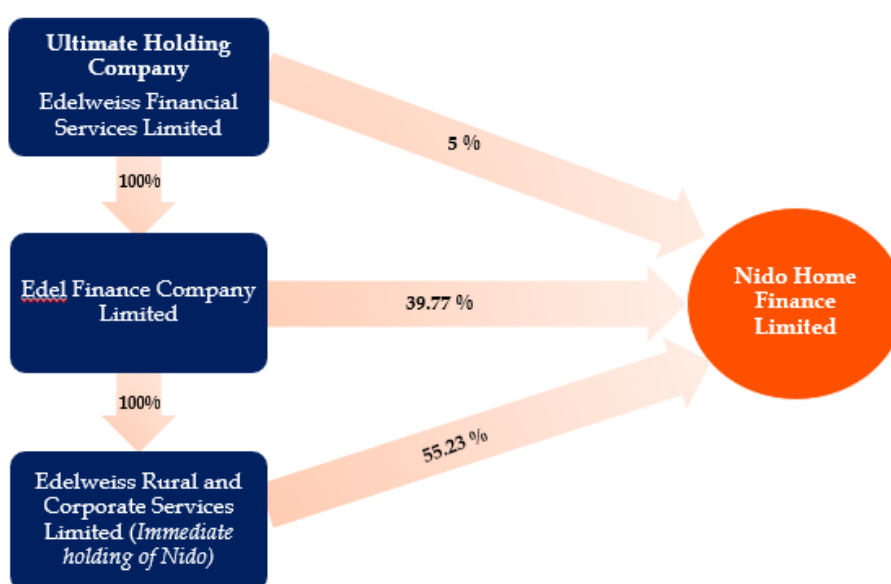 Ultimate Holding
Company
Edelweiss Financial
Services Limited
5 %
100%
Edel Finance Company
Limited
39.77 %
Nido Home
Finance
Limited
100%
55.23 %
Edelweiss Rural and
Corporate Services
Limited (Immediate
holding of Nido)